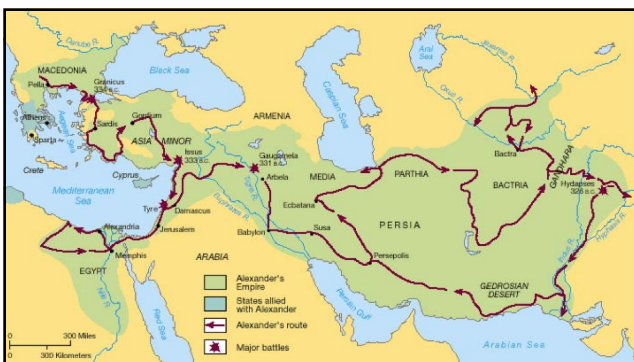 Danube R.
MACEDONIA
Pella
Granicus
334 B.C.
Black Sea
Aral
Sea
Jaxartes R.
Oxus R.
Caspian Sea
Athens
Sparta
Aegean Sea
Sardis
Gordium
ASIA MINOR
ARMENIA
Issus
333 B.C.
Gaugamela
331 B.C.
Arbela
MEDIA
PARTHIA
Bactra
BACTRIA
GANDHARA
Hydaspes
326 B.C.
Crete
Cyprus
Mediterranean
Sea
Tyre
Damascus
Jerusalem
Tigris R.
Euphrates R.
Ecbatana
PERSIA
Babylon
Susa
Persepolis
Indus R.
Alexandria
Memphis
EGYPT
Nile R.
ARABIA
Red Sea
Persian Gulf
GEDROSIAN
DESERT
Arabian Sea
Alexander's
Empire
States allied
with Alexander
Alexander's route
Major battles
0 300 Miles
0 300 Kilometers